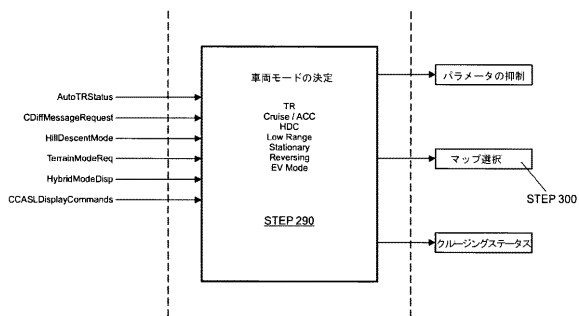 AutoTRStatus
CDiffMessageRequest
HillDescentMode
TerrainModeReq
HybridModeDisp
CCASLDisplayCommands
車両モードの決定
TR
Cruise / ACC
HDC
Low Range
Stationary
Reversing
EV Mode
STEP 290
パラメータの抑制
マップ選択
STEP 300
クルージングステータス